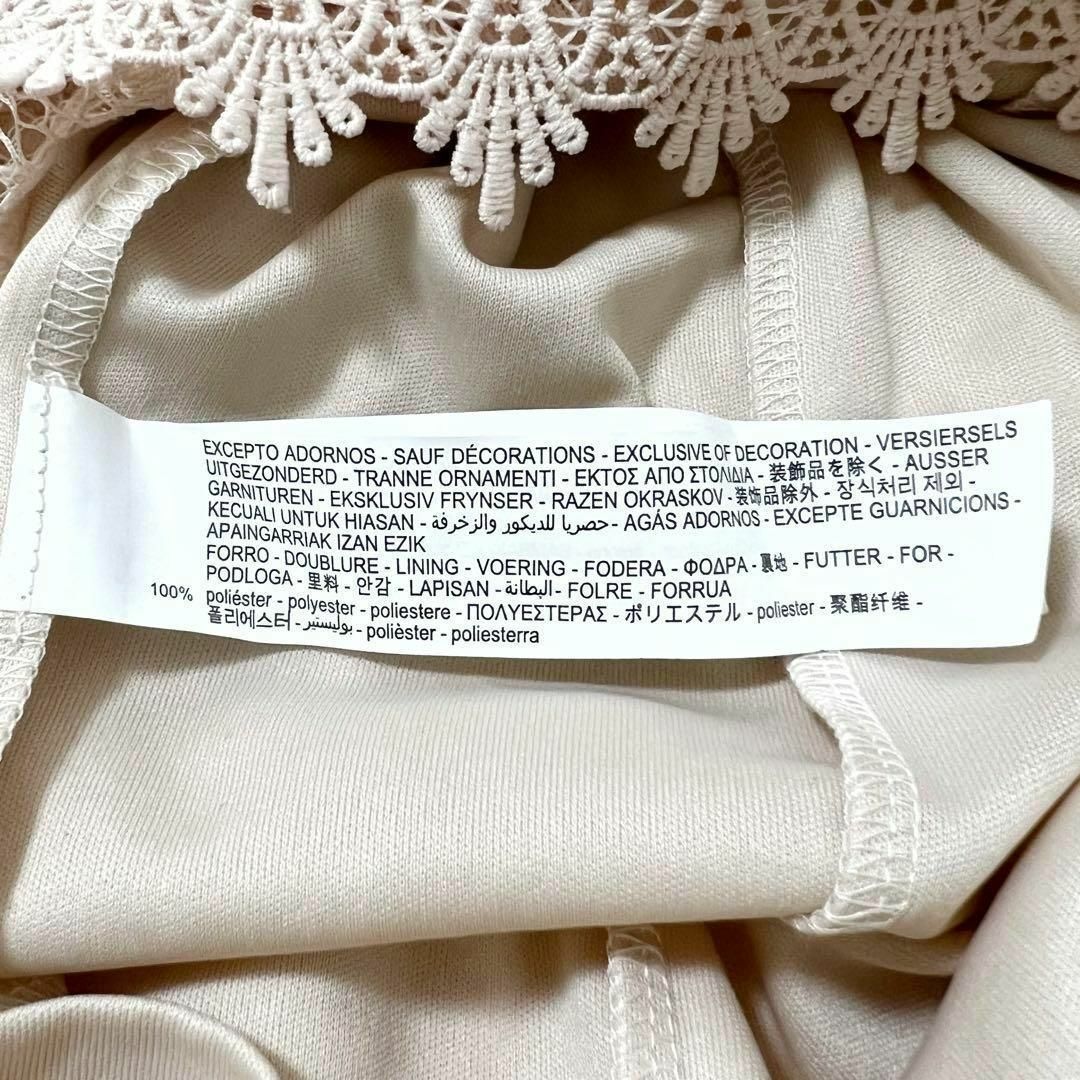 EXCEPTO ADORNOS - SAUF DÉCORATIONS - EXCLUSIVE OF DECORATION - VERSIERSELS
UITGEZONDERD - TRANNE ORNAMENTI - ΕΚΤΟΣ ΑΠΟ ΣΤΟΛΙΔΙΑ - 装飾品を除く - AUSSER
GARNITUREN - EKSKLUSIV FRYNSER - RAZEN OKRASKOV - 装饰品除外 - 장식처리 제외 -
KECUALI UNTUK HIASAN - حصريا للديكور والزخرفة - AGÁS ADORNOS - EXCEPTE GUARNICIONS -
APAINGARRIAK IZAN EZIK
FORRO - DOUBLURE - LINING - VOERING - FODERA - ΦΟΔΡΑ - 裏地 - FUTTER - FOR -
PODLOGA - 里料 - 안감 - LAPISAN - البطانة - FOLRE - FORRUA
100% poliéster - polyester - poliestere - ΠΟΛΥΕΣΤΕΡΑΣ - ポリエステル - poliester - 聚酯纤维 -
폴리에스터 - بوليستير - polièster - poliesterra